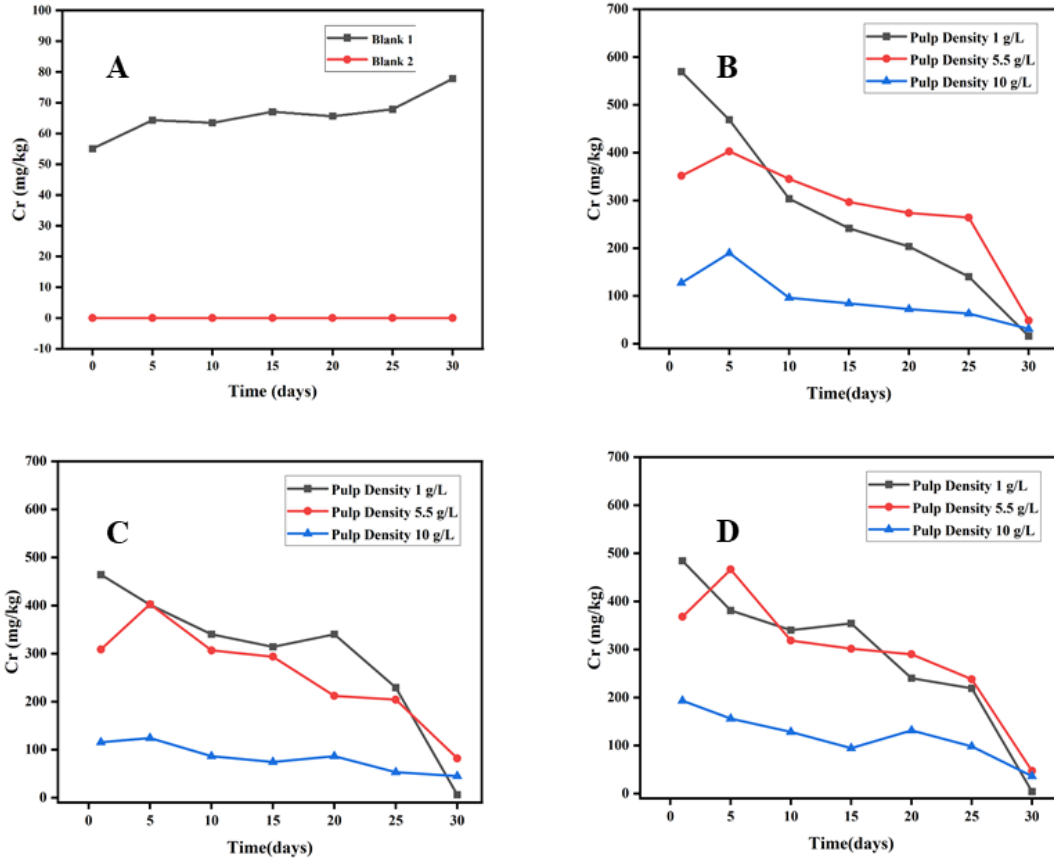 A
Blank 1
Blank 2
Cr (mg/kg)
100
90
80
70
60
50
40
30
20
10
0
-10
0 5 10 15 20 25 30
Time (days)
B
Pulp Density 1 g/L
Pulp Density 5.5 g/L
Pulp Density 10 g/L
Cr (mg/kg)
700
600
500
400
300
200
100
0
0 5 10 15 20 25 30
Time(days)
C
Pulp Density 1 g/L
Pulp Density 5.5 g/L
Pulp Density 10 g/L
Cr (mg/kg)
700
600
500
400
300
200
100
0
0 5 10 15 20 25 30
Time(days)
D
Pulp Density 1 g/L
Pulp Density 5.5 g/L
Pulp Density 10 g/L
Cr (mg/kg)
700
600
500
400
300
200
100
0
0 5 10 15 20 25 30
Time(days)